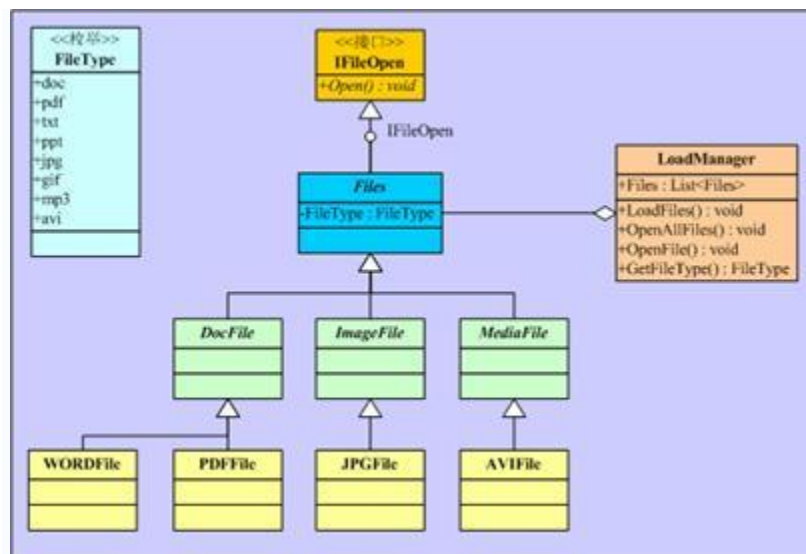 <<枚举>>
FileType
+doc
+pdf
+txt
+ppt
+jpg
+gif
+mp3
+avi
<<接口>>
IFileOpen
+Open() : void
IFileOpen
Files
-FileType : FileType
LoadManager
+Files : List<Files>
+LoadFiles() : void
+OpenAllFiles() : void
+OpenFile() : void
+GetFileType() : FileType
DocFile
ImageFile
MediaFile
WORDFile
PDFFile
JPGFile
AVIFile